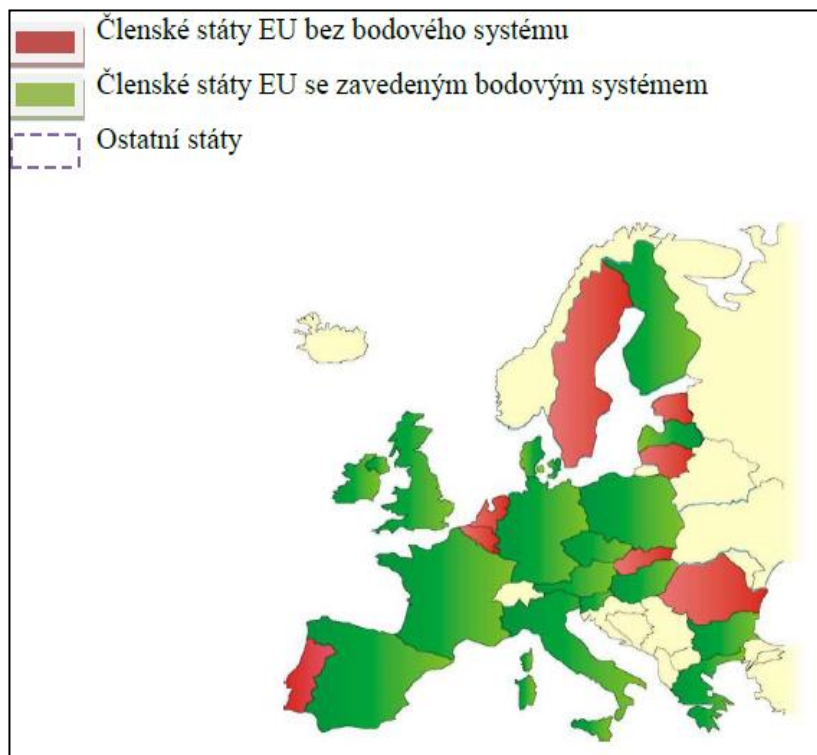 Členské státy EU bez bodového systému
Členské státy EU se zavedeným bodovým systémem
Ostatní státy